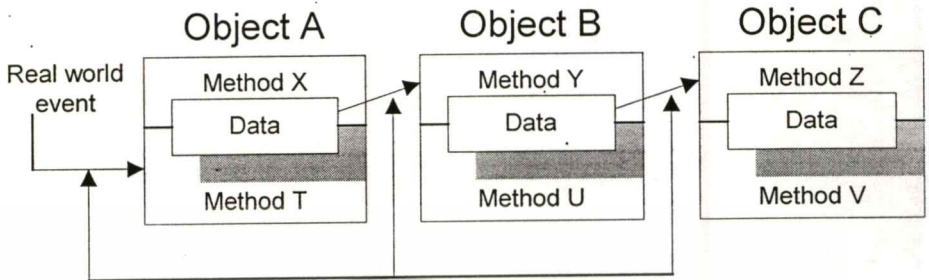 Object A
Object B
Object C
Real world
event
Method X
Data
Method T
Method Y
Data
Method U
Method Z
Data
Method V